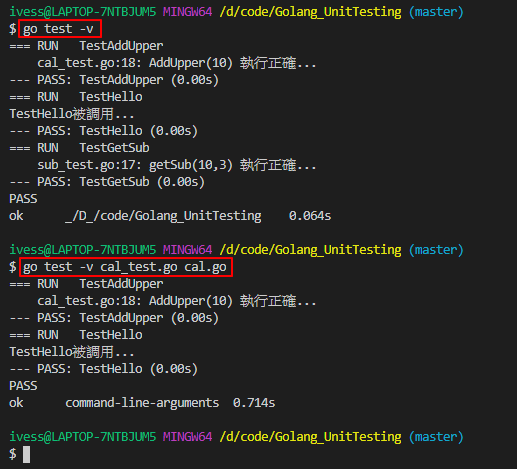 ivess@LAPTOP-7NTBJUM5 MINGW64 /d/code/Golang_UnitTesting (master)
$ go test -v
=== RUN   TestAddUpper
    cal_test.go:18: AddUpper(10) 執行正確...
--- PASS: TestAddUpper (0.00s)
=== RUN   TestHello
TestHello被調用...
--- PASS: TestHello (0.00s)
=== RUN   TestGetSub
    sub_test.go:17: getSub(10,3) 執行正確...
--- PASS: TestGetSub (0.00s)
PASS
ok      _/D_/code/Golang_UnitTesting    0.064s
ivess@LAPTOP-7NTBJUM5 MINGW64 /d/code/Golang_UnitTesting (master)
$ go test -v cal_test.go cal.go
=== RUN   TestAddUpper
    cal_test.go:18: AddUpper(10) 執行正確...
--- PASS: TestAddUpper (0.00s)
=== RUN   TestHello
TestHello被調用...
--- PASS: TestHello (0.00s)
PASS
ok      command-line-arguments  0.714s
ivess@LAPTOP-7NTBJUM5 MINGW64 /d/code/Golang_UnitTesting (master)
$